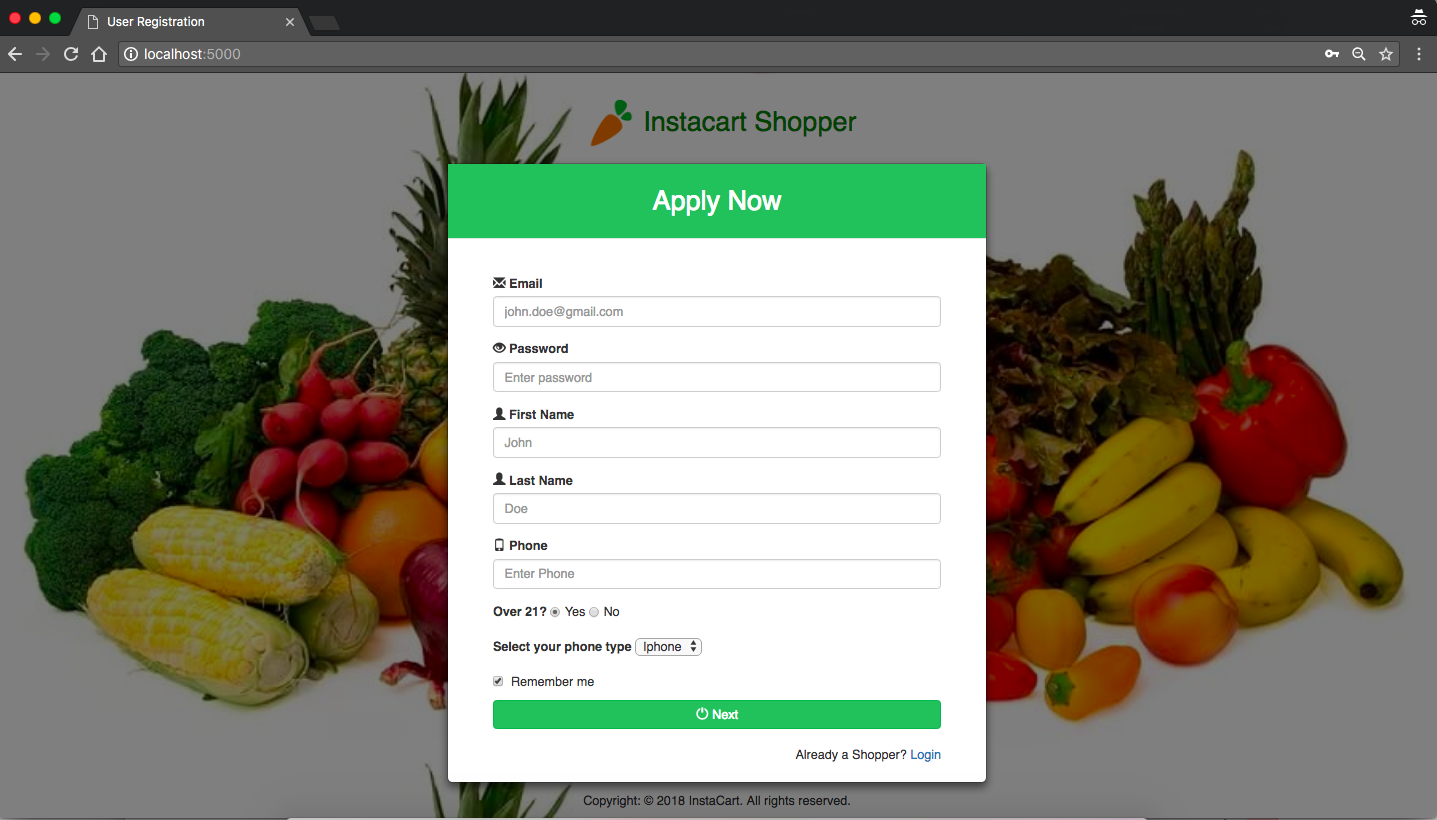 User Registration
localhost:5000
Instacart Shopper
Apply Now
Email
john.doe@gmail.com
Password
Enter password
First Name
John
Last Name
Doe
Phone
Enter Phone
Over 21? Yes No
Select your phone type Iphone
Remember me
Next
Already a Shopper? Login
Copyright: © 2018 InstaCart. All rights reserved.